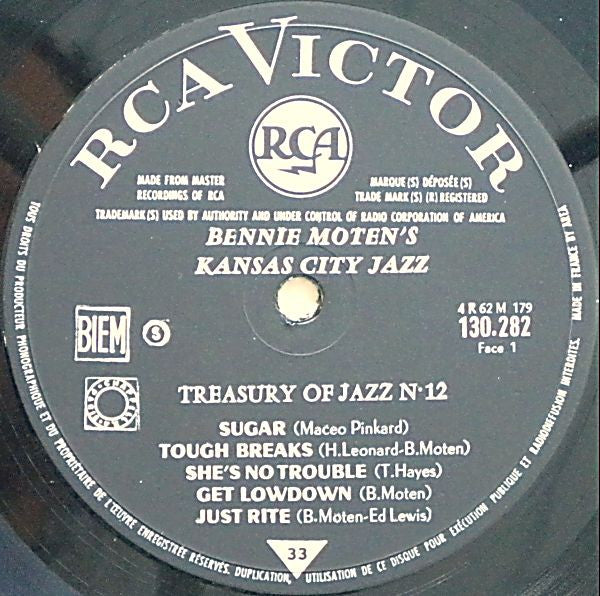 RCA VICTOR
RCA
MADE FROM MASTER
RECORDINGS OF RCA
MARQUE(S) DÉPOSÉE(S)
TRADE MARK(S) (R) REGISTERED
TRADEMARK(S) USED BY AUTHORITY AND UNDER CONTROL OF RADIO CORPORATION OF AMERICA
BENNIE MOTEN'S
KANSAS CITY JAZZ
BIEM
S
4 R 62 M 179
130.282
Face 1
TREASURY OF JAZZ N•12
SUGAR (Maceo Pinkard)
TOUGH BREAKS (H.Leonard-B.Moten)
SHE'S NO TROUBLE (T.Hayes)
GET LOWDOWN (B.Moten)
JUST RITE (B.Moten-Ed Lewis)
33
TOUS DROITS DU PRODUCTEUR PHONOGRAPHIQUE ET DU PROPRIÉTAIRE DE L'ŒUVRE ENREGISTRÉE RÉSERVÉS. DUPLICATION, UTILISATION DE CE DISQUE POUR EXÉCUTION PUBLIQUE ET RADIODIFFUSION INTERDITES. MADE IN FRANCE BY AREA